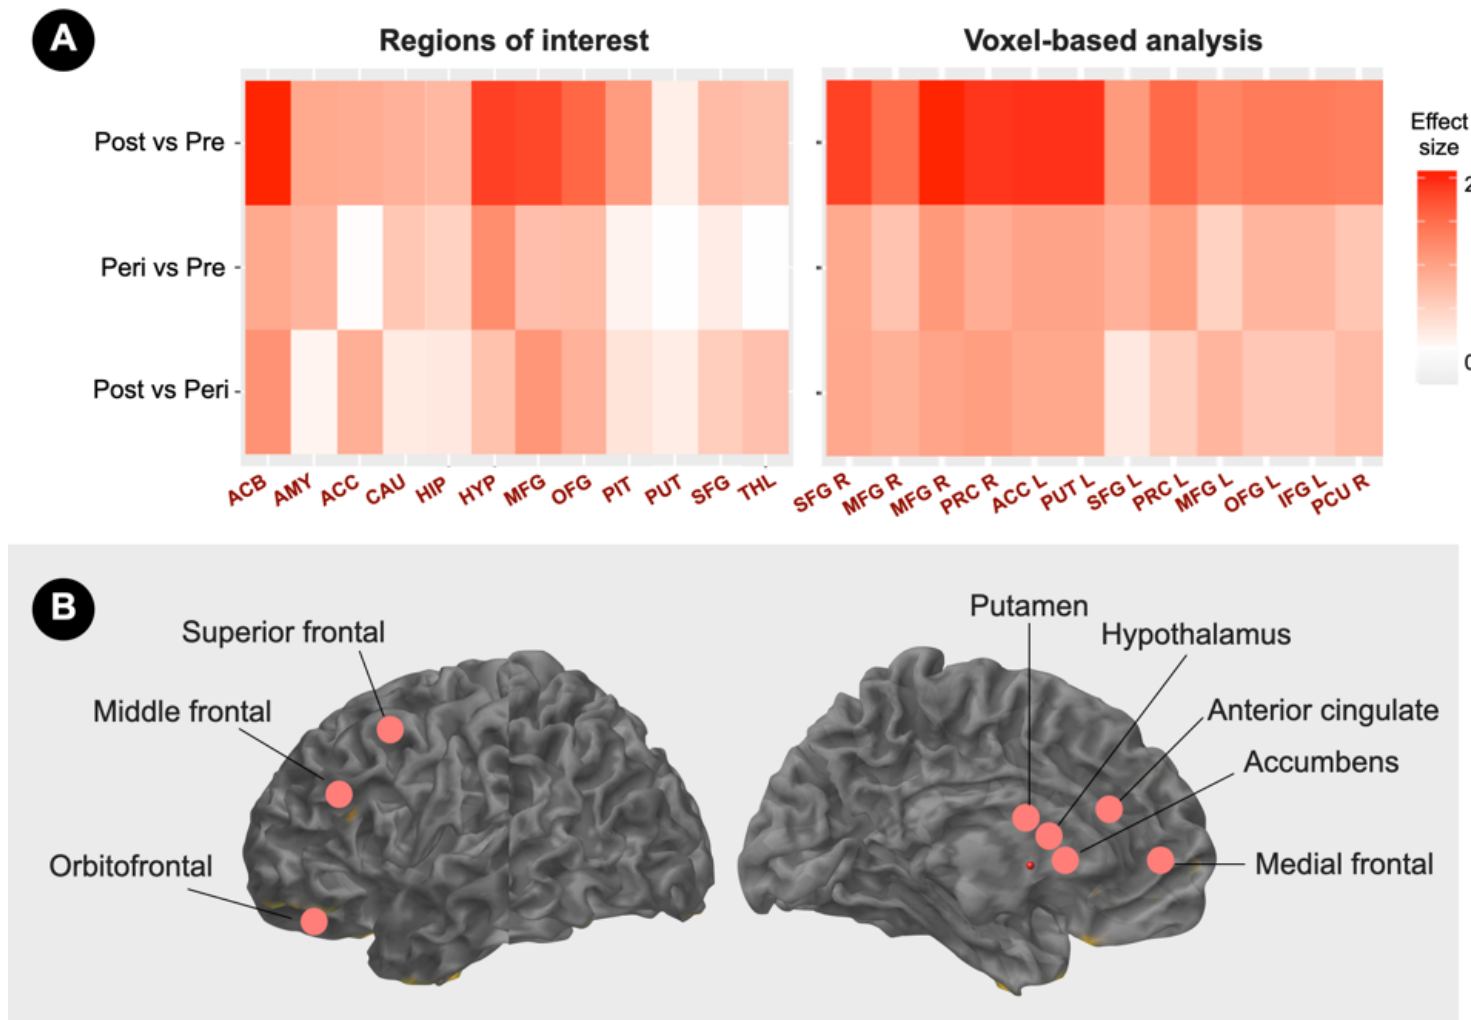 A
Regions of interest
Voxel-based analysis
Post vs Pre
Peri vs Pre
Post vs Peri
Effect
size
2
0
ACB AMY ACC CAU HIP HYP MFG OFG PIT PUT SFG THL
SFG R MFG R MFG R PRC R ACC L PUT L SFG L PRC L MFG L OFG L IFG L PCU R
B
Superior frontal
Middle frontal
Orbitofrontal
Putamen
Hypothalamus
Anterior cingulate
Accumbens
Medial frontal